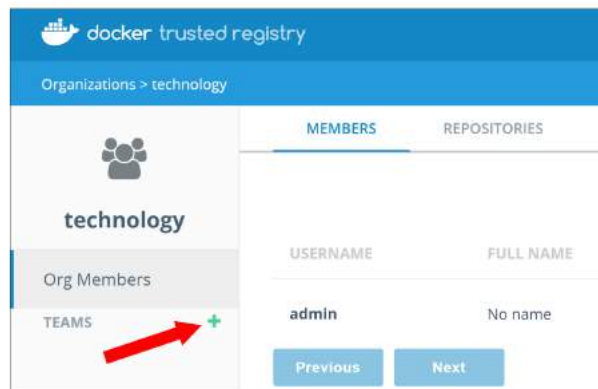 docker trusted registry
Organizations > technology
MEMBERS REPOSITORIES
technology
USERNAME FULL NAME
Org Members
admin No name
TEAMS +
Previous Next